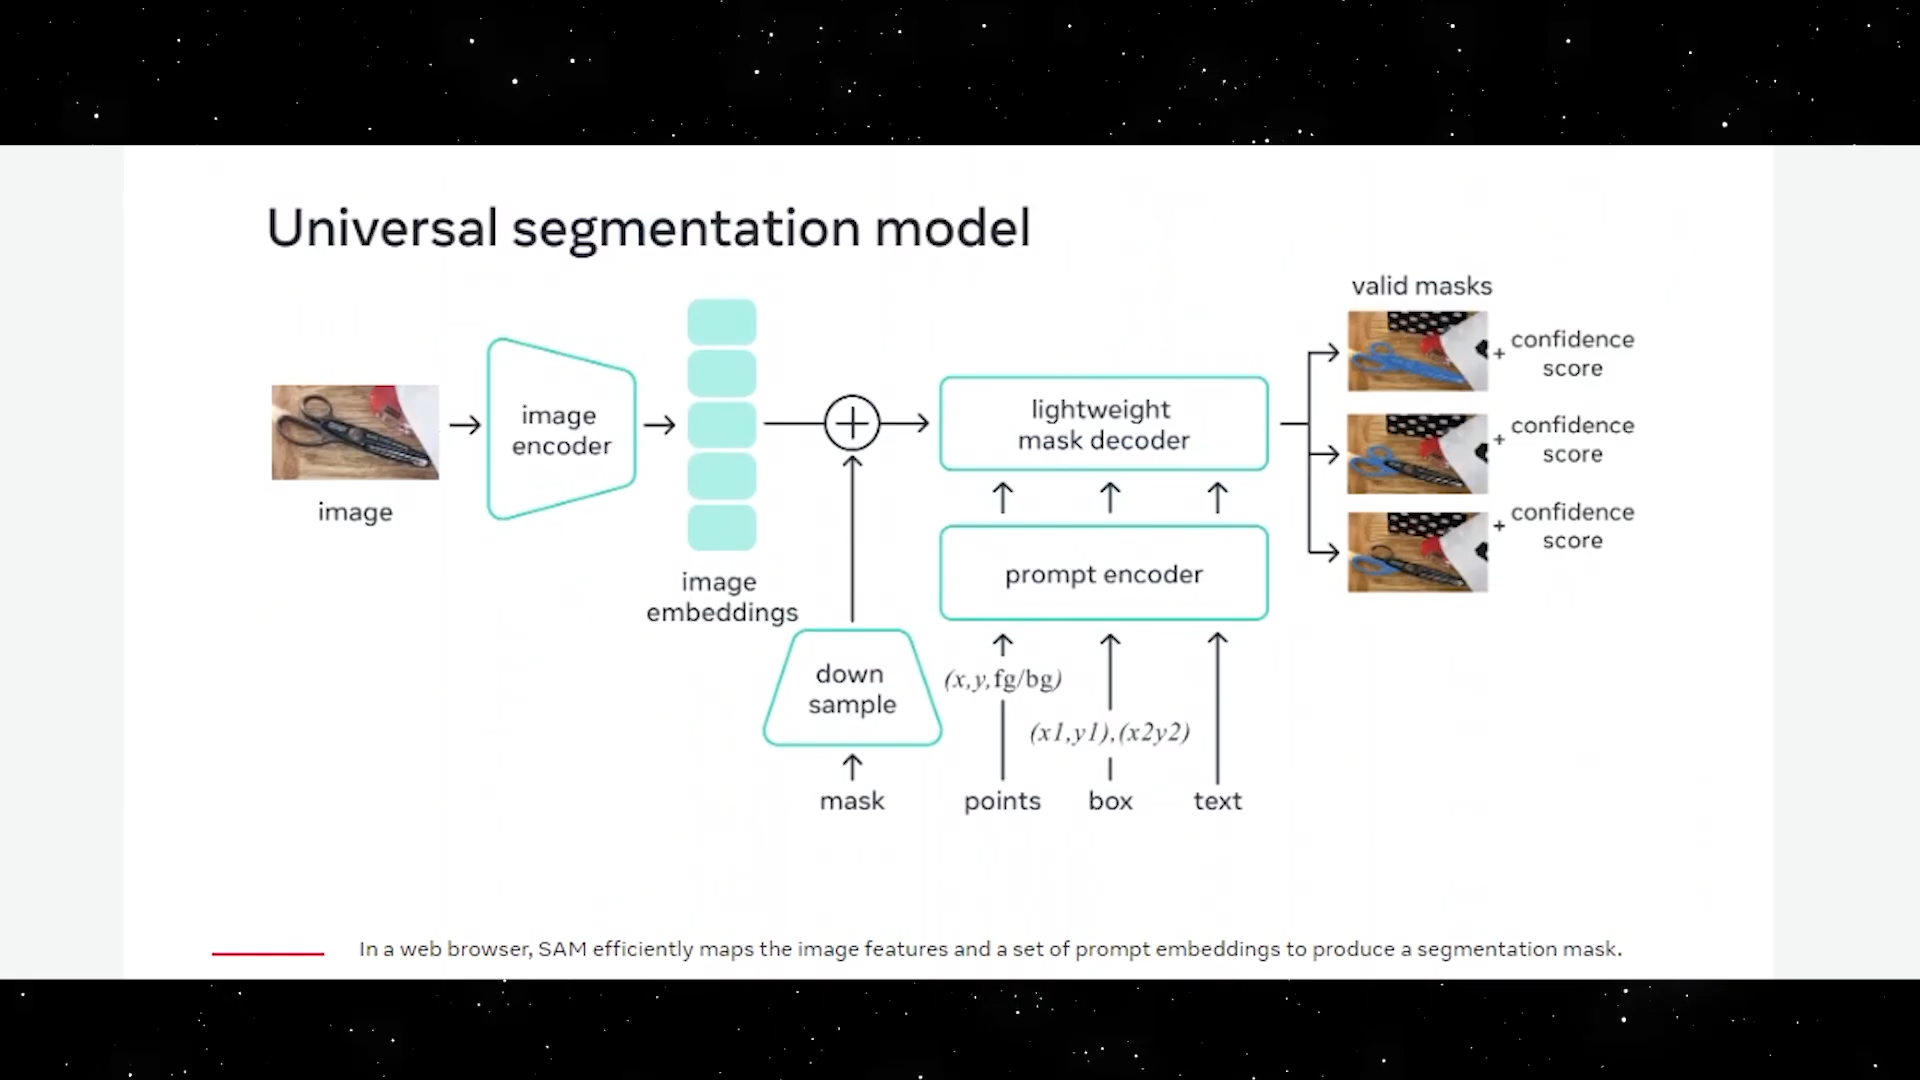 Universal segmentation model
image
image
encoder
image
embeddings
down
sample
mask
lightweight
mask decoder
prompt encoder
(x,y,fg/bg)
(x1,y1),(x2y2)
points
box
text
valid masks
+ confidence
score
+ confidence
score
+ confidence
score
In a web browser, SAM efficiently maps the image features and a set of prompt embeddings to produce a segmentation mask.